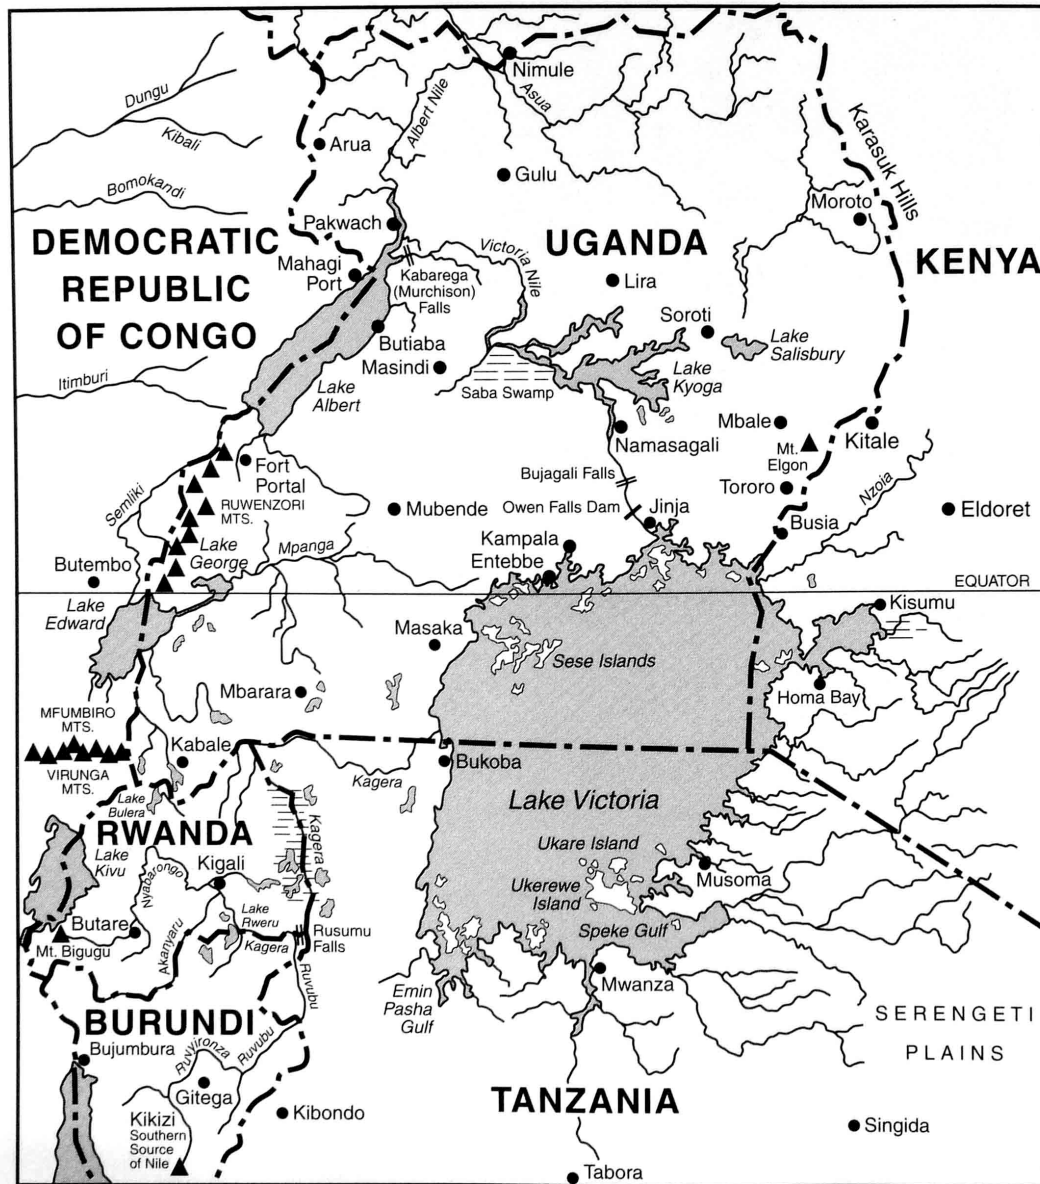 Nimule
Dungu
Kibali
Albert Nile
Asua
Arua
Karasuk Hills
Bomokandi
Gulu
Moroto
Pakwach
DEMOCRATIC
REPUBLIC
OF CONGO
Victoria Nile
UGANDA
KENYA
Mahagi
Port
Kabarega
(Murchison)
Falls
Lira
Butiaba
Soroti
Lake
Salisbury
Masindi
Itimburi
Lake
Albert
Saba Swamp
Lake
Kyoga
Namasagali
Mbale
Mt.
Elgon
Kitale
Fort
Portal
Bujagali Falls
Tororo
Nzoia
Semliki
RUWENZORI
MTS.
Mubende
Owen Falls Dam
Jinja
Eldoret
Busia
Lake
George
Mpanga
Kampala
Entebbe
Butembo
EQUATOR
Lake
Edward
Kisumu
Masaka
Sese Islands
Mbarara
Homa Bay
MFUMBIRO
MTS.
Kabale
VIRUNGA
MTS.
Kagera
Bukoba
Lake
Bulera
Lake Victoria
RWANDA
Kagera
Lake
Kivu
Nyabarongo
Kigali
Ukare Island
Musoma
Ukerewe
Island
Butare
Akanyaru
Lake
Rweru
Kagera
Rusumu
Falls
Speke Gulf
Mt. Bigugu
Ruvubu
Emin
Pasha
Gulf
Mwanza
SERENGETI
PLAINS
BURUNDI
Bujumbura
Ruvyironza
Ruvubu
Gitega
TANZANIA
Kibondo
Kikizi
Southern
Source
of Nile
Singida
Tabora